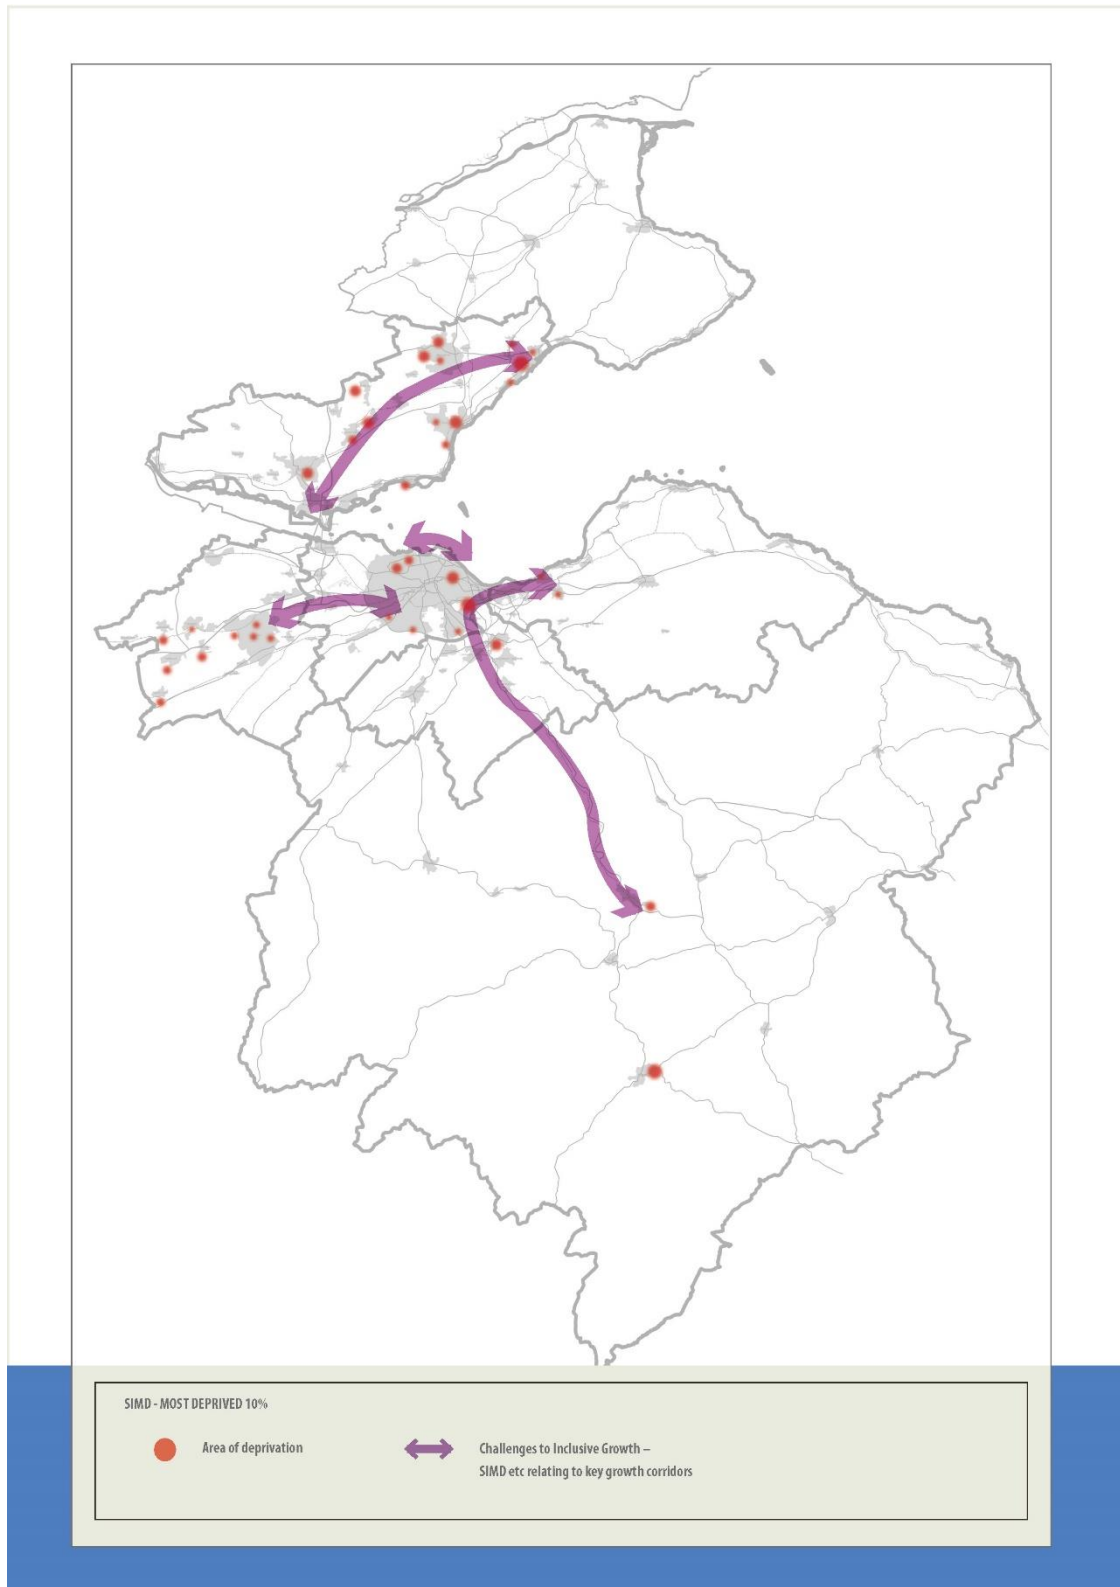 SIMD - MOST DEPRIVED 10%
Area of deprivation
Challenges to Inclusive Growth –
SIMD etc relating to key growth corridors